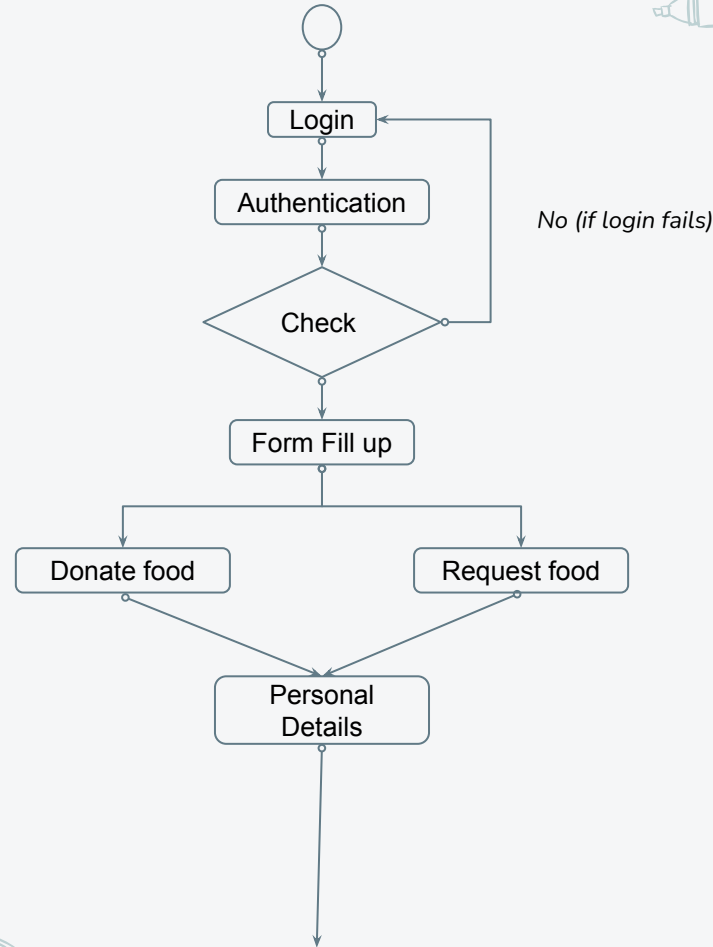 Login
Authentication
No (if login fails)
Check
Form Fill up
Donate food
Request food
Personal
Details